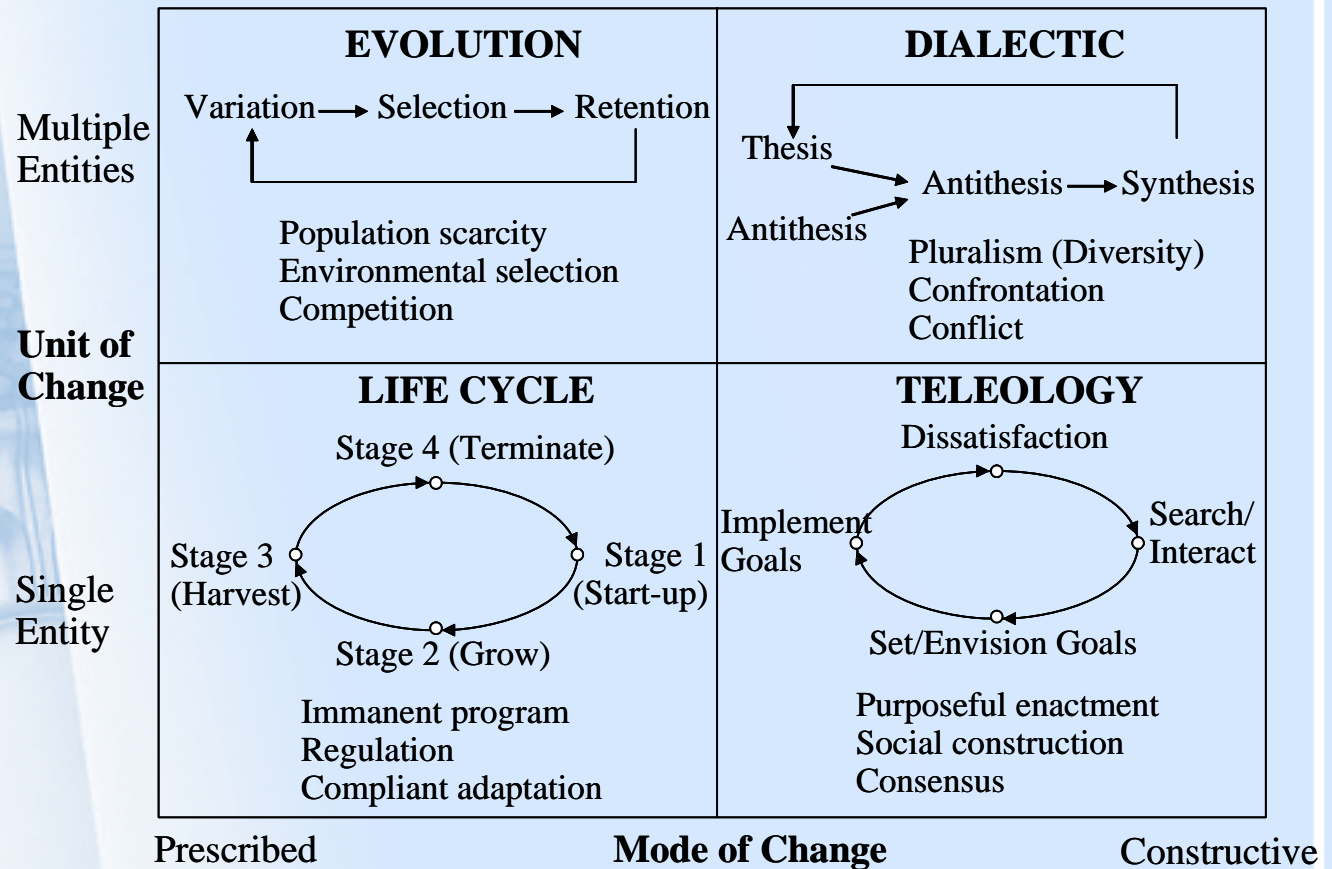 EVOLUTION
Variation Selection Retention
Population scarcity
Environmental selection
Competition
DIALECTIC
Thesis
Antithesis Synthesis
Antithesis
Pluralism (Diversity)
Confrontation
Conflict
Multiple
Entities
Unit of
Change
Single
Entity
LIFE CYCLE
Stage 4 (Terminate)
Stage 3
(Harvest)
Stage 1
(Start-up)
Stage 2 (Grow)
Immanent program
Regulation
Compliant adaptation
TELEOLOGY
Dissatisfaction
Implement
Goals
Search/
Interact
Set/Envision Goals
Purposeful enactment
Social construction
Consensus
Prescribed Mode of Change Constructive